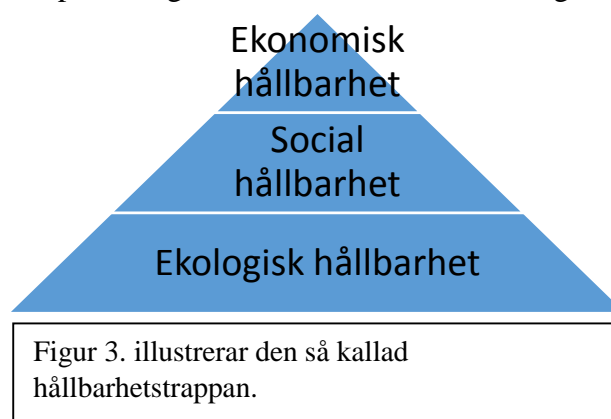 Ekonomisk
hållbarhet
Social
hållbarhet
Ekologisk hållbarhet
Figur 3. illustrerar den så kallad
hållbarhetstrappan.